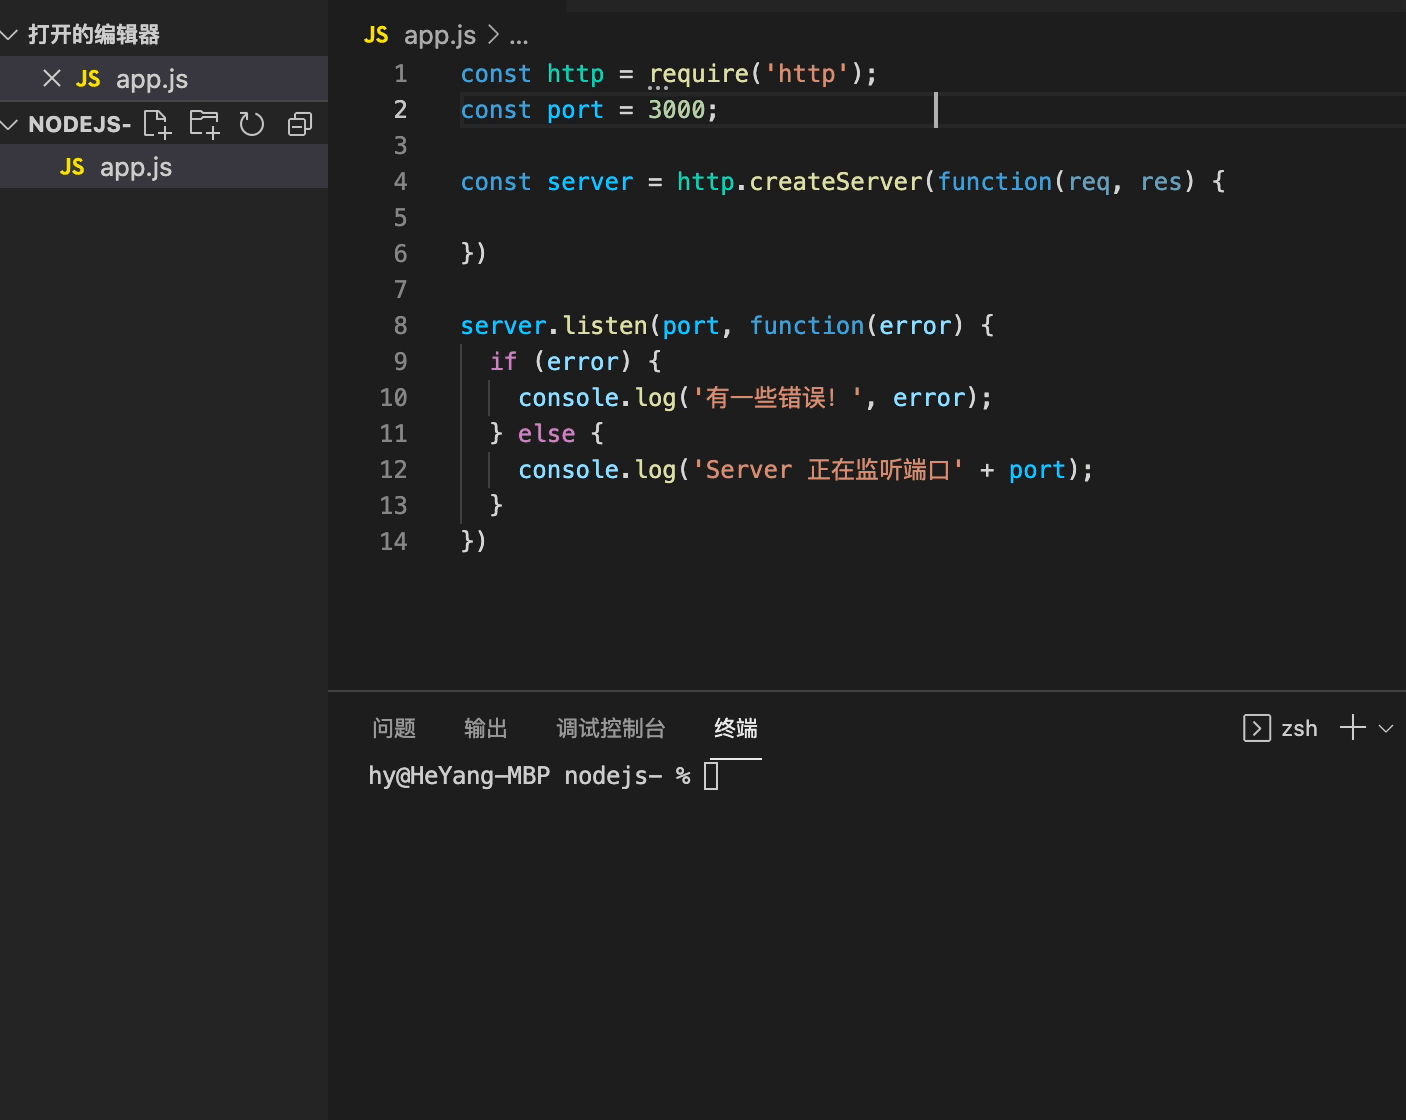 打开的编辑器
JS app.js
NODEJS-
JS app.js
JS app.js > ...
1 const http = require('http');
2 const port = 3000;
3
4 const server = http.createServer(function(req, res) {
5
6 })
7
8 server.listen(port, function(error) {
9 if (error) {
10 console.log('有一些错误！', error);
11 } else {
12 console.log('Server 正在监听端口' + port);
13 }
14 })
问题 输出 调试控制台 终端 zsh
hy@HeYang-MBP nodejs- %